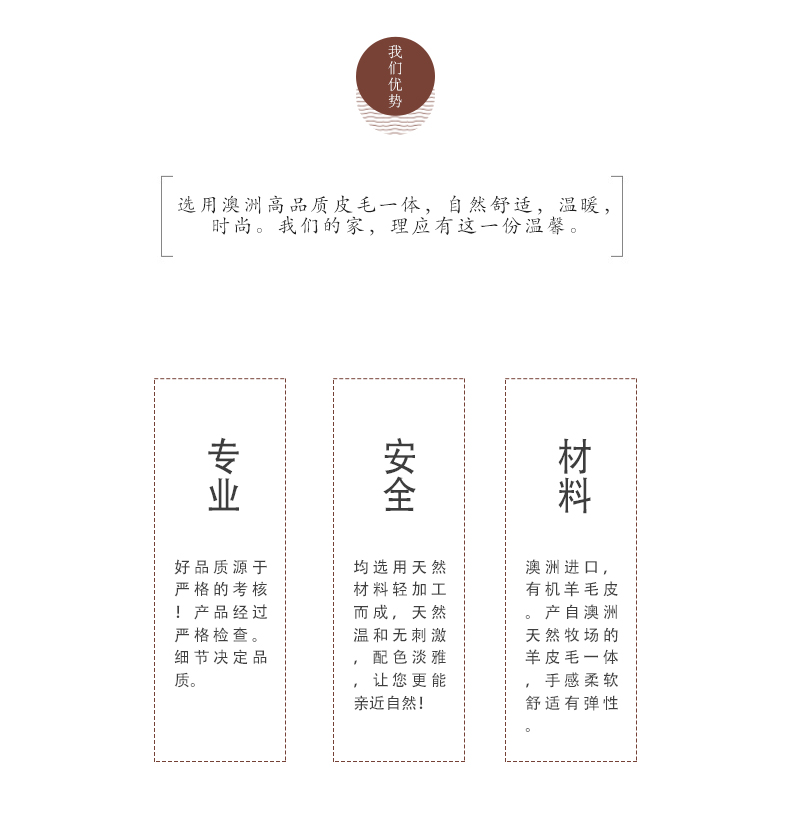 我们优势
选用澳洲高品质皮毛一体，自然舒适，温暖，
时尚。我们的家，理应有这一份温馨。
专业
好品质源于
严格的考核
！产品经过
严格检查。
细节决定品
质。
安全
均选用天然
材料轻加工
而成，天然
温和无刺激
，配色淡雅
，让您更能
亲近自然!
材料
澳洲进口，
有机羊毛皮
。产自澳洲
天然牧场的
羊皮毛一体
，手感柔软
舒适有弹性
。